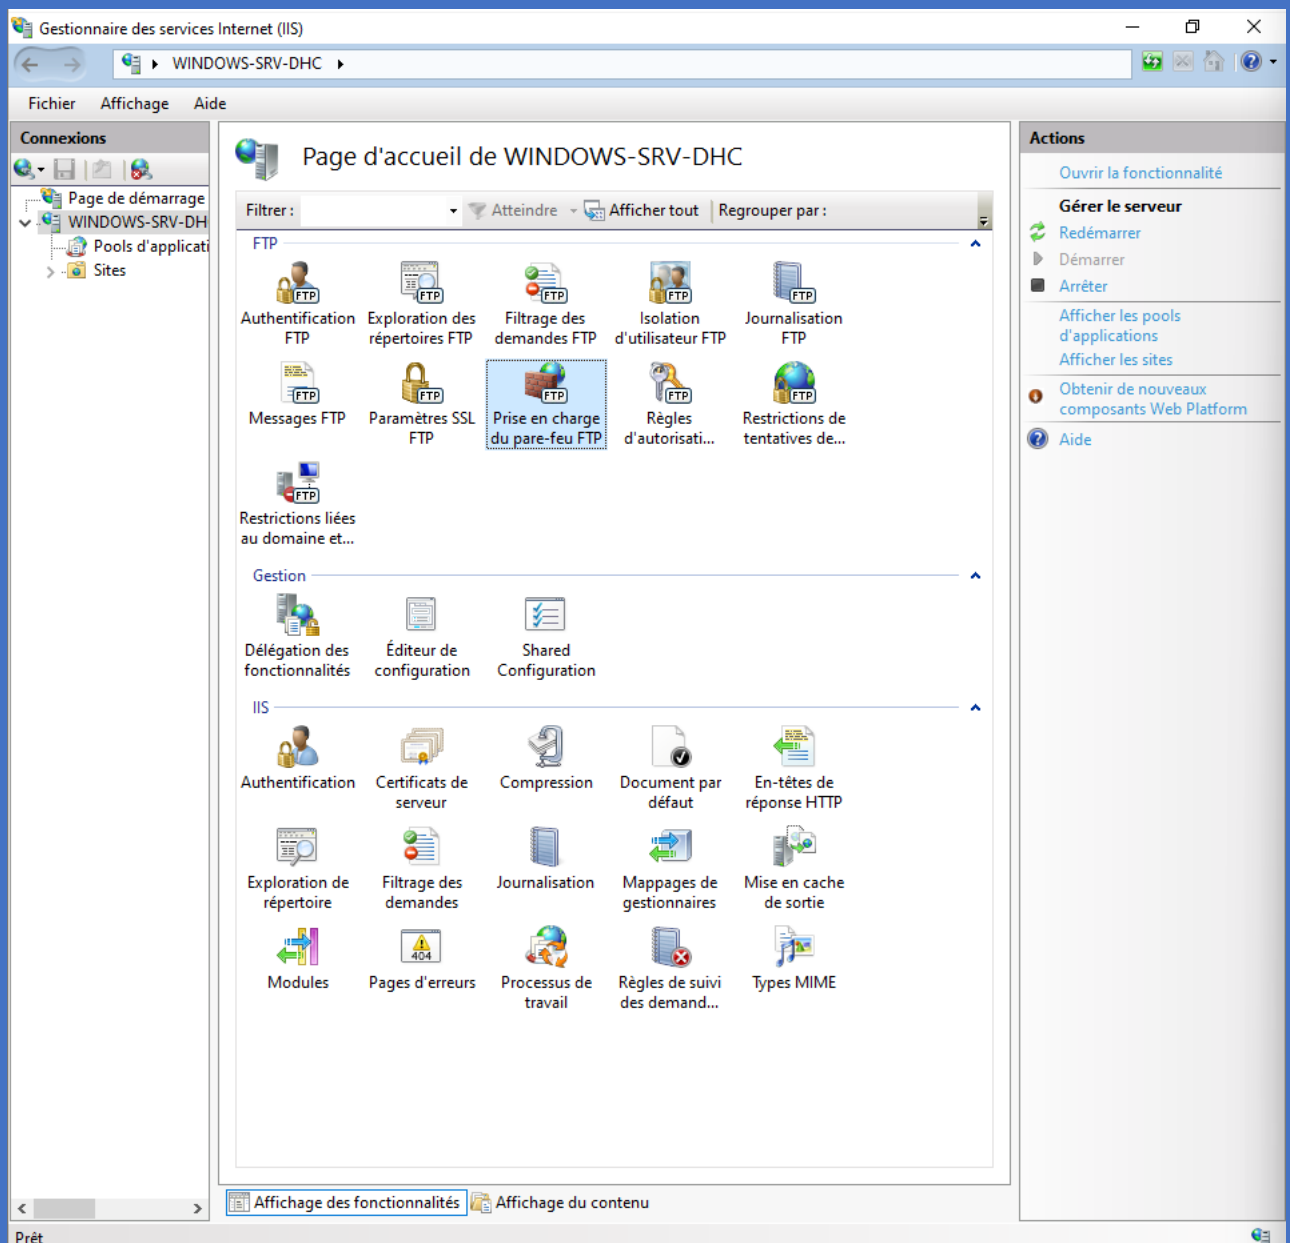 Gestionnaire des services Internet (IIS)
WINDOWS-SRV-DHC
Fichier Affichage Aide
Connexions
Page de démarrage
WINDOWS-SRV-DH
Pools d'applicati
Sites
Page d'accueil de WINDOWS-SRV-DHC
Filtrer : Atteindre Afficher tout Regrouper par :
FTP
Authentification FTP
Exploration des répertoires FTP
Filtrage des demandes FTP
Isolation d'utilisateur FTP
Journalisation FTP
Messages FTP
Paramètres SSL FTP
Prise en charge du pare-feu FTP
Règles d'autorisati...
Restrictions de tentatives de...
Restrictions liées au domaine et...
Gestion
Délégation des fonctionnalités
Éditeur de configuration
Shared Configuration
IIS
Authentification
Certificats de serveur
Compression
Document par défaut
En-têtes de réponse HTTP
Exploration de répertoire
Filtrage des demandes
Journalisation
Mappages de gestionnaires
Mise en cache de sortie
Modules
404
Pages d'erreurs
Processus de travail
Règles de suivi des demand...
Types MIME
Affichage des fonctionnalités Affichage du contenu
Actions
Ouvrir la fonctionnalité
Gérer le serveur
Redémarrer
Démarrer
Arrêter
Afficher les pools
d'applications
Afficher les sites
Obtenir de nouveaux
composants Web Platform
Aide
Prêt